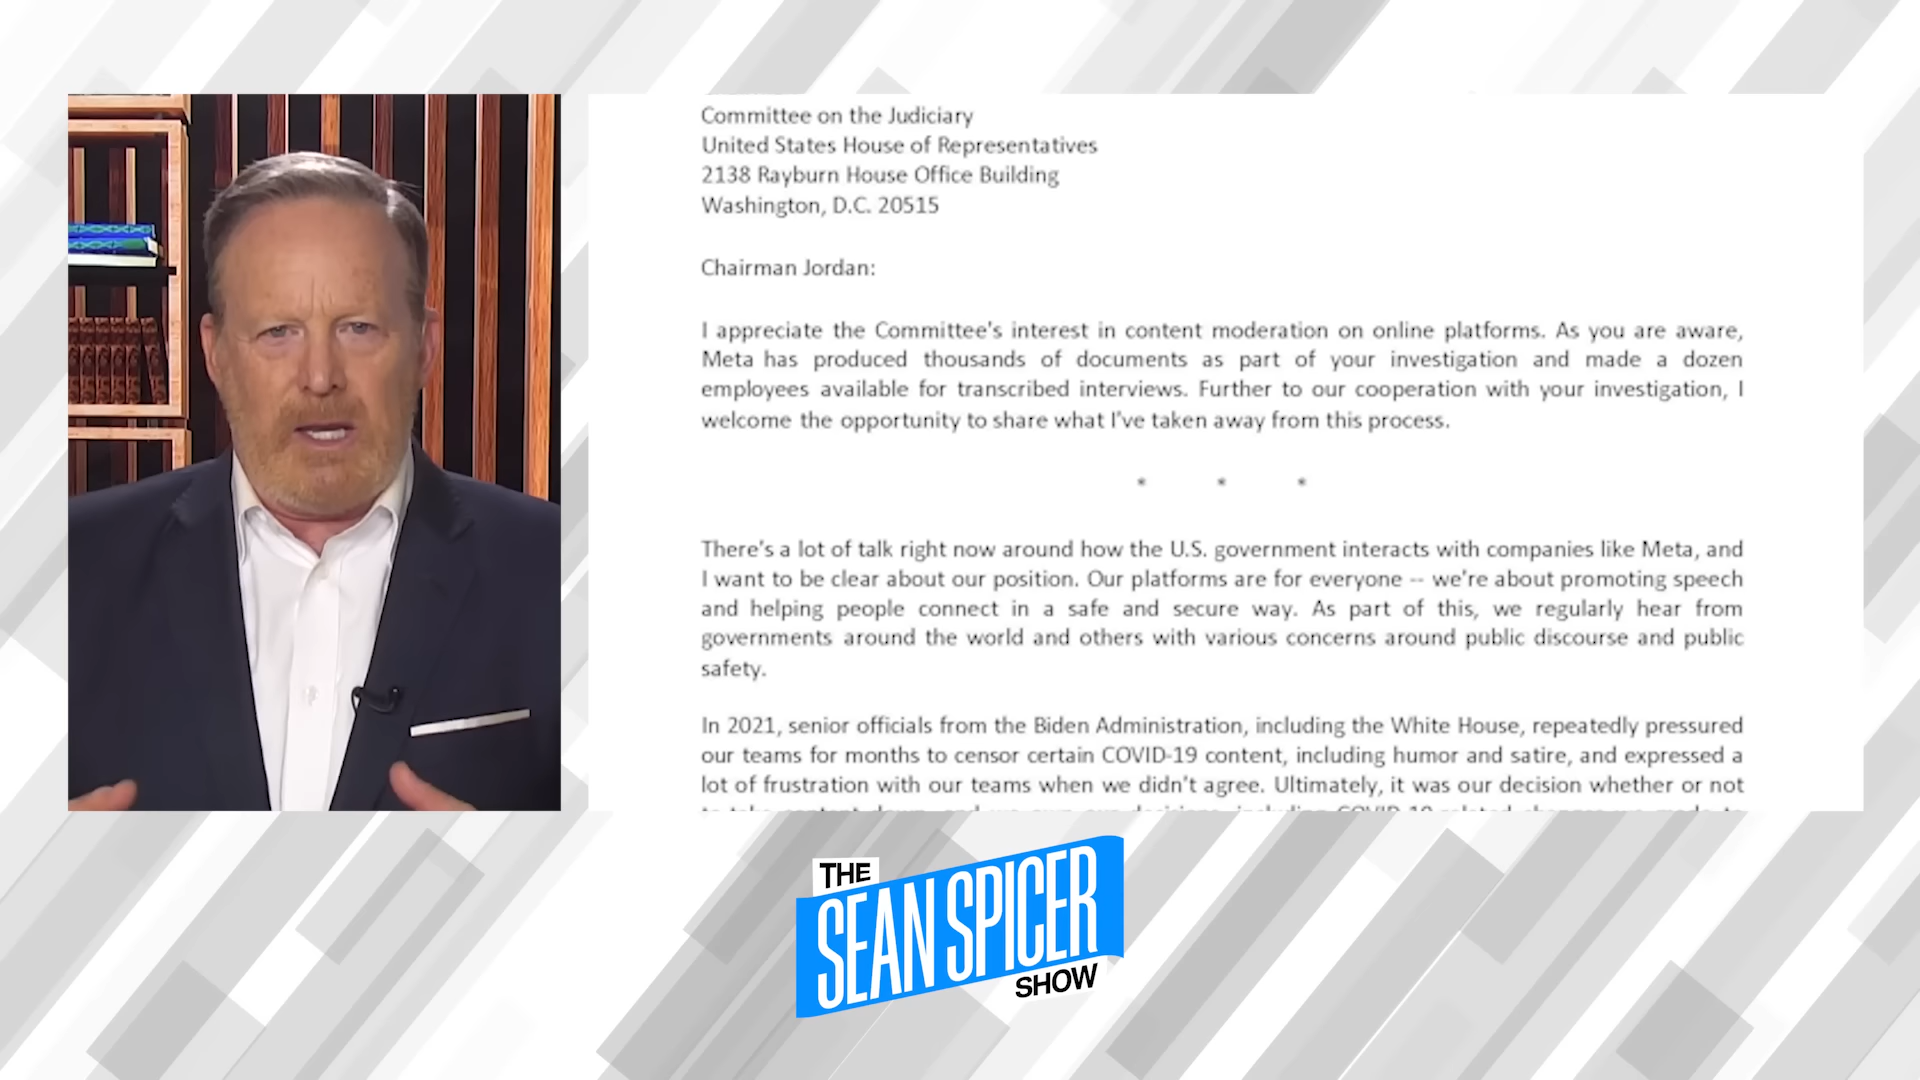 Committee on the Judiciary
United States House of Representatives
2138 Rayburn House Office Building
Washington, D.C. 20515
Chairman Jordan:
I appreciate the Committee's interest in content moderation on online platforms. As you are aware,
Meta has produced thousands of documents as part of your investigation and made a dozen
employees available for transcribed interviews. Further to our cooperation with your investigation, I
welcome the opportunity to share what I've taken away from this process.
* * *
There's a lot of talk right now around how the U.S. government interacts with companies like Meta, and
I want to be clear about our position. Our platforms are for everyone -- we're about promoting speech
and helping people connect in a safe and secure way. As part of this, we regularly hear from
governments around the world and others with various concerns around public discourse and public
safety.
In 2021, senior officials from the Biden Administration, including the White House, repeatedly pressured
our teams for months to censor certain COVID-19 content, including humor and satire, and expressed a
lot of frustration with our teams when we didn't agree. Ultimately, it was our decision whether or not
THE
SEAN SPICER
SHOW